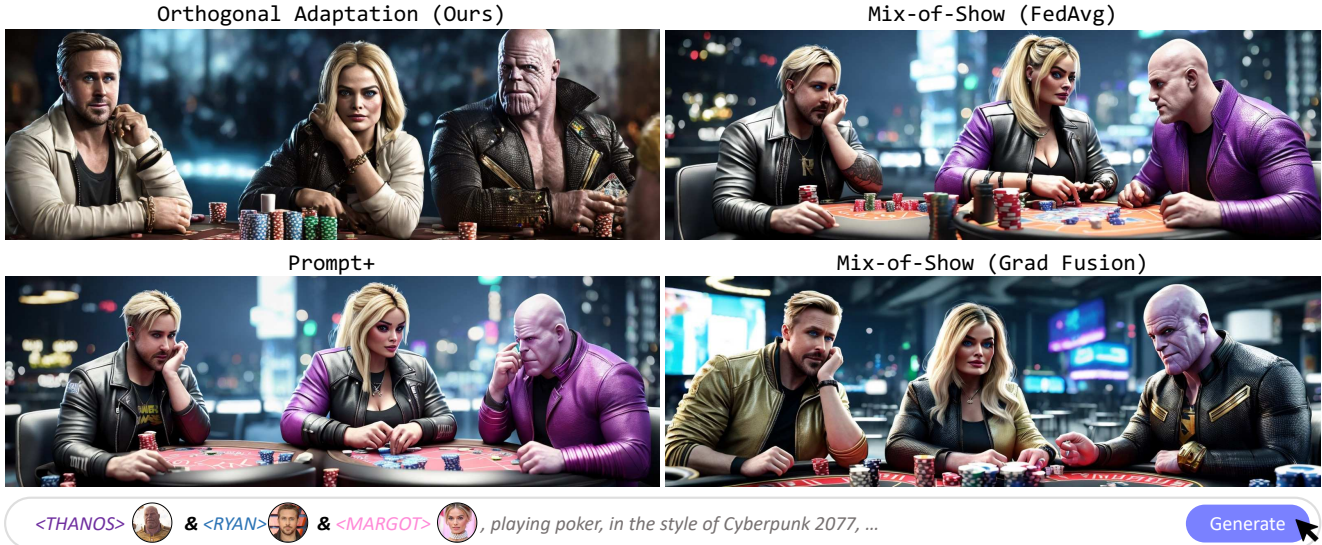 Orthogonal Adaptation (Ours)
Mix-of-Show (FedAvg)
Prompt+
Mix-of-Show (Grad Fusion)
<THANOS> & <RYAN> & <MARGOT> , playing poker, in the style of Cyberpunk 2077, ...
Generate